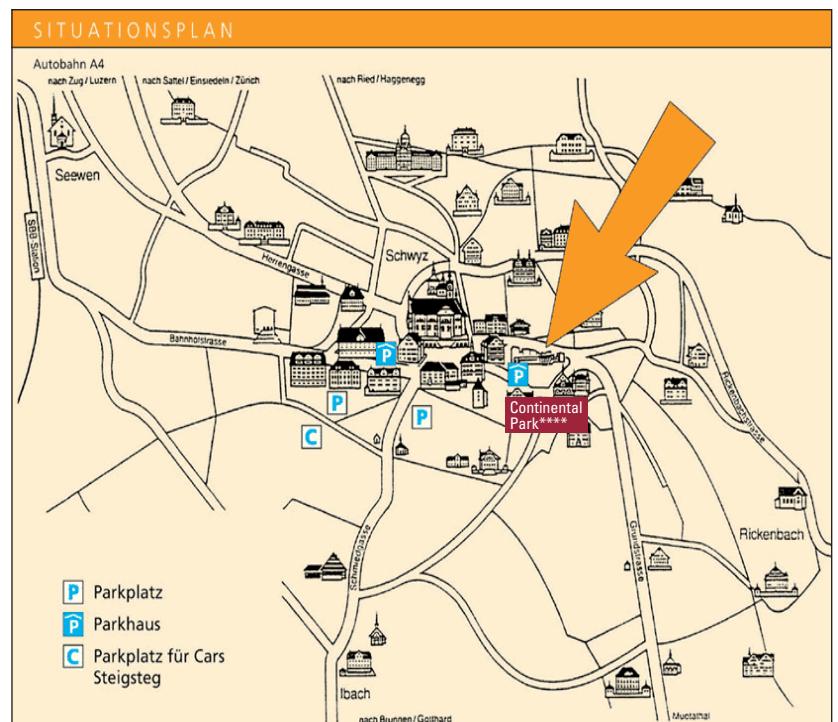 SITUATIONSPLAN
Autobahn A4
nach Zug / Luzern
nach Sattel / Einsiedeln / Zürich
nach Ried / Haggenegg
Seewen
SBB Station
Schwyz
Herrengasse
Bahnhofstrasse
P
P
Continental
Park****
P
P
C
Rickenbachstrasse
Rickenbach
Grundstrasse
Schmiedgasse
P Parkplatz
P Parkhaus
C Parkplatz für Cars
Steigsteg
Ibach
nach Brunnen / Gotthard
Muotathal